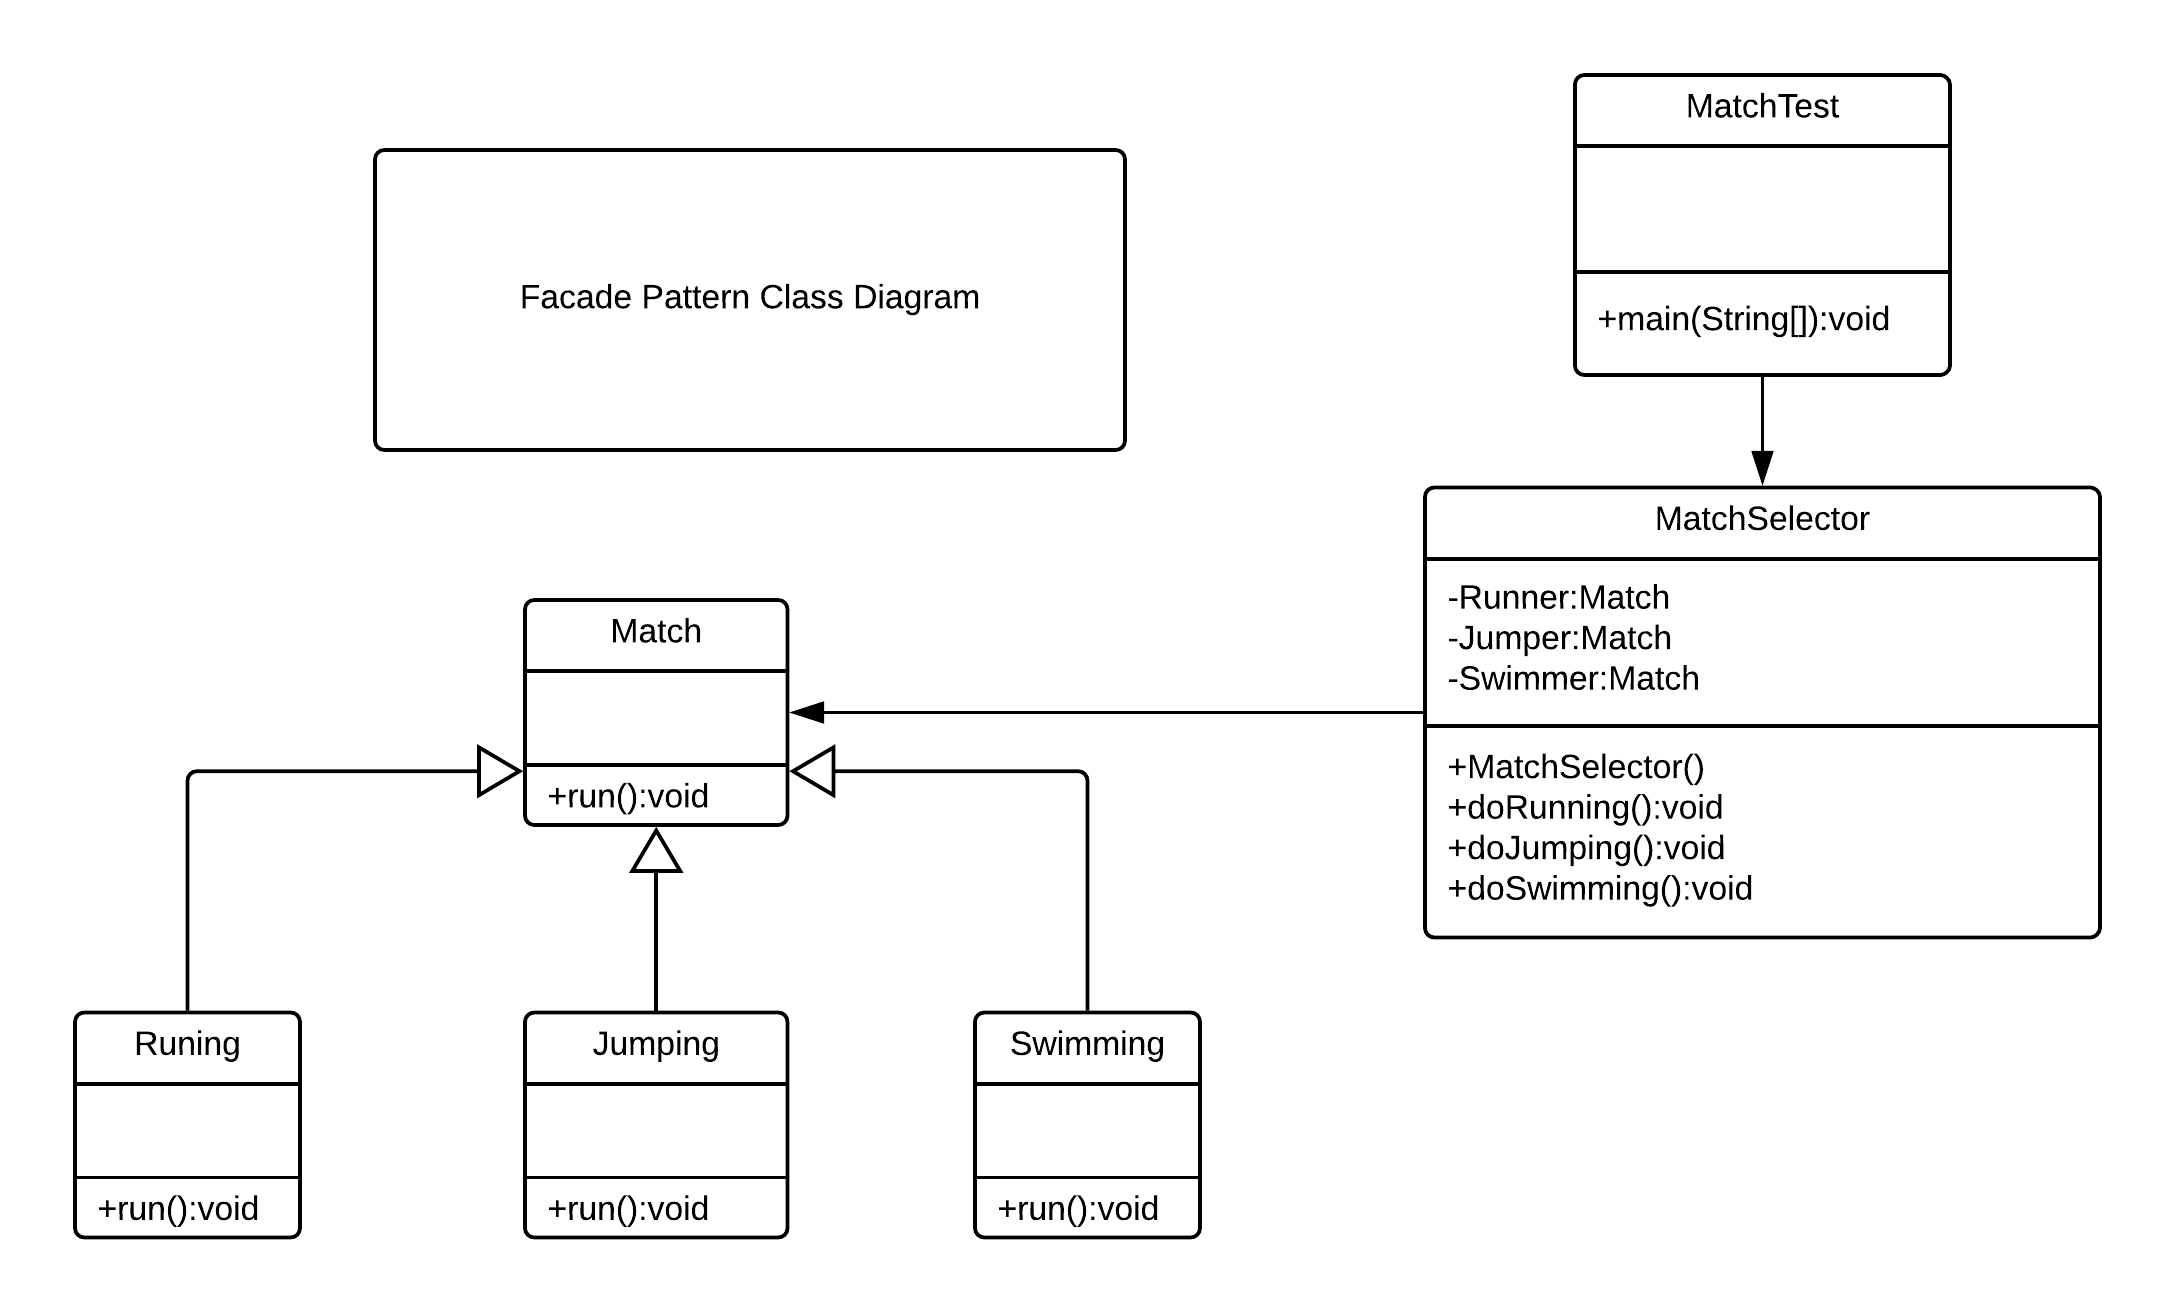 MatchTest
+main(String[]):void
Facade Pattern Class Diagram
MatchSelector
-Runner:Match
-Jumper:Match
-Swimmer:Match
+MatchSelector()
+doRunning():void
+doJumping():void
+doSwimming():void
Match
+run():void
Runing
+run():void
Jumping
+run():void
Swimming
+run():void